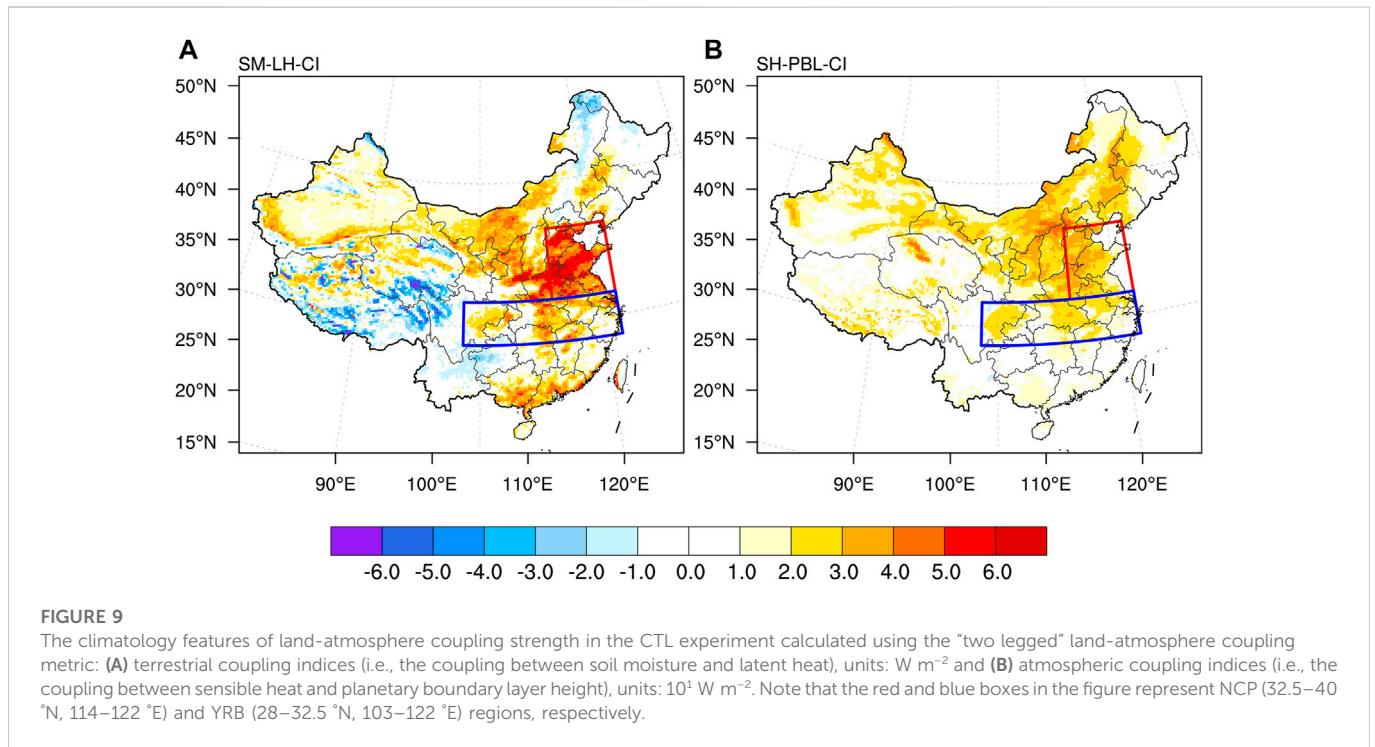 A
SM-LH-CI
50°N
45°N
40°N
35°N
30°N
25°N
20°N
15°N
90°E 100°E 110°E 120°E
B
SH-PBL-CI
50°N
45°N
40°N
35°N
30°N
25°N
20°N
15°N
90°E 100°E 110°E 120°E
-6.0 -5.0 -4.0 -3.0 -2.0 -1.0 0.0 1.0 2.0 3.0 4.0 5.0 6.0
FIGURE 9
The climatology features of land-atmosphere coupling strength in the CTL experiment calculated using the “two legged” land-atmosphere coupling
metric: (A) terrestrial coupling indices (i.e., the coupling between soil moisture and latent heat), units: W m⁻² and (B) atmospheric coupling indices (i.e., the
coupling between sensible heat and planetary boundary layer height), units: 10¹ W m⁻². Note that the red and blue boxes in the figure represent NCP (32.5–40
°N, 114–122 °E) and YRB (28–32.5 °N, 103–122 °E) regions, respectively.